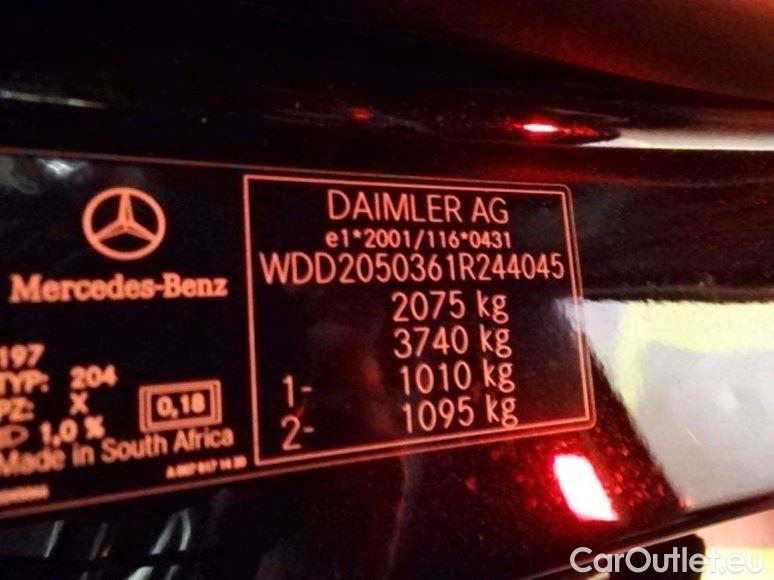 Mercedes-Benz
197
TYP: 204
PZ: X
0,18
1,0 %
Made in South Africa
DAIMLER AG
e1*2001/116*0431
WDD2050361R244045
2075 kg
3740 kg
1- 1010 kg
2- 1095 kg
CarOutlet.eu